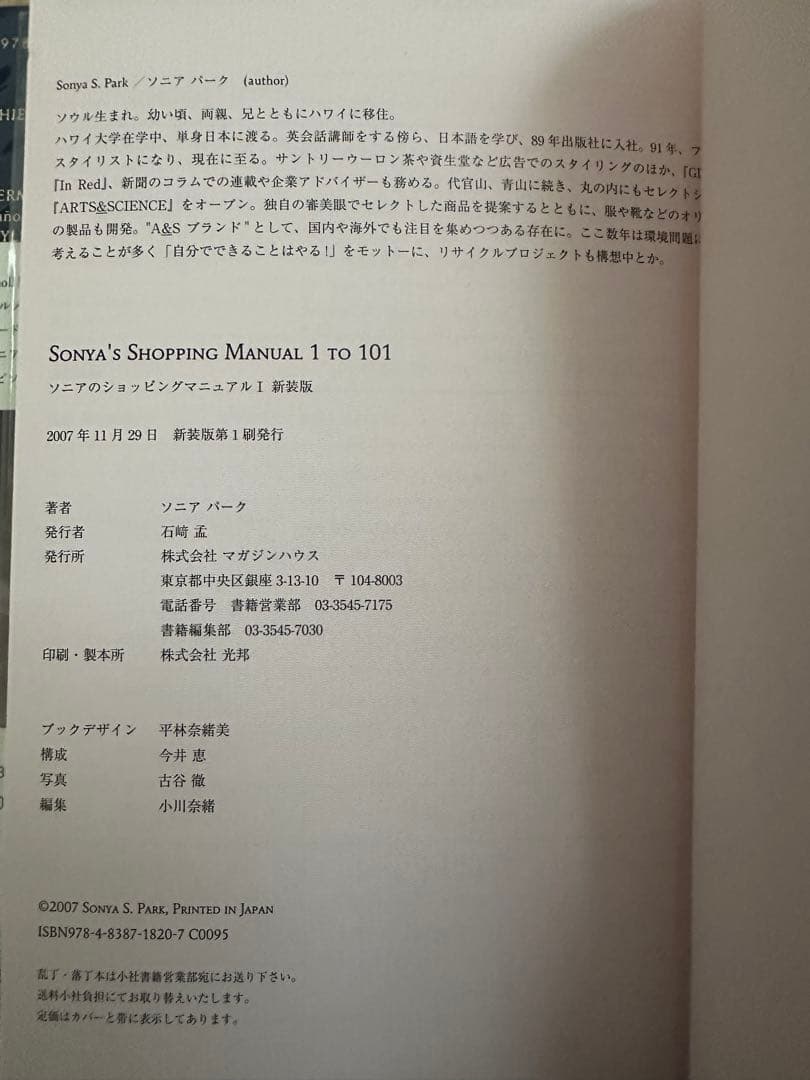 Sonya S. Park ／ソニア パーク (author)
ソウル生まれ。幼い頃、両親、兄とともにハワイに移住。
ハワイ大学在学中、単身日本に渡る。英会話講師をする傍ら、日本語を学び、89年出版社に入社。91年、フ
スタイリストになり、現在に至る。サントリーウーロン茶や資生堂など広告でのスタイリングのほか、『GI
『In Red』、新聞のコラムでの連載や企業アドバイザーも務める。代官山、青山に続き、丸の内にもセレクトシ
『ARTS&SCIENCE』をオープン。独自の審美眼でセレクトした商品を提案するとともに、服や靴などのオリ
の製品も開発。"A&S ブランド"として、国内や海外でも注目を集めつつある存在に。ここ数年は環境問題に
考えることが多く「自分でできることはやる!」をモットーに、リサイクルプロジェクトも構想中とか。
SONYA'S SHOPPING MANUAL 1 TO 101
ソニアのショッピングマニュアルⅠ 新装版
2007年11月29日 新装版第1刷発行
著者 ソニア パーク
発行者 石﨑 孟
発行所 株式会社 マガジンハウス
東京都中央区銀座 3-13-10 〒104-8003
電話番号 書籍営業部 03-3545-7175
書籍編集部 03-3545-7030
印刷・製本所 株式会社 光邦
ブックデザイン 平林奈緒美
構成 今井 恵
写真 古谷 徹
編集 小川奈緒
©2007 SONYA S. PARK, PRINTED IN JAPAN
ISBN978-4-8387-1820-7 C0095
乱丁・落丁本は小社書籍営業部宛にお送り下さい。
送料小社負担にてお取り替えいたします。
定価はカバーと帯に表示してあります。